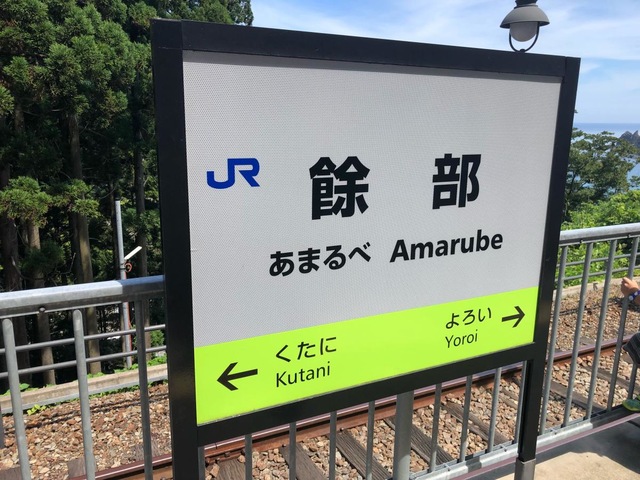 JR 餘部
あまるべ Amarube
← くたに
Kutani
よろい →
Yoroi